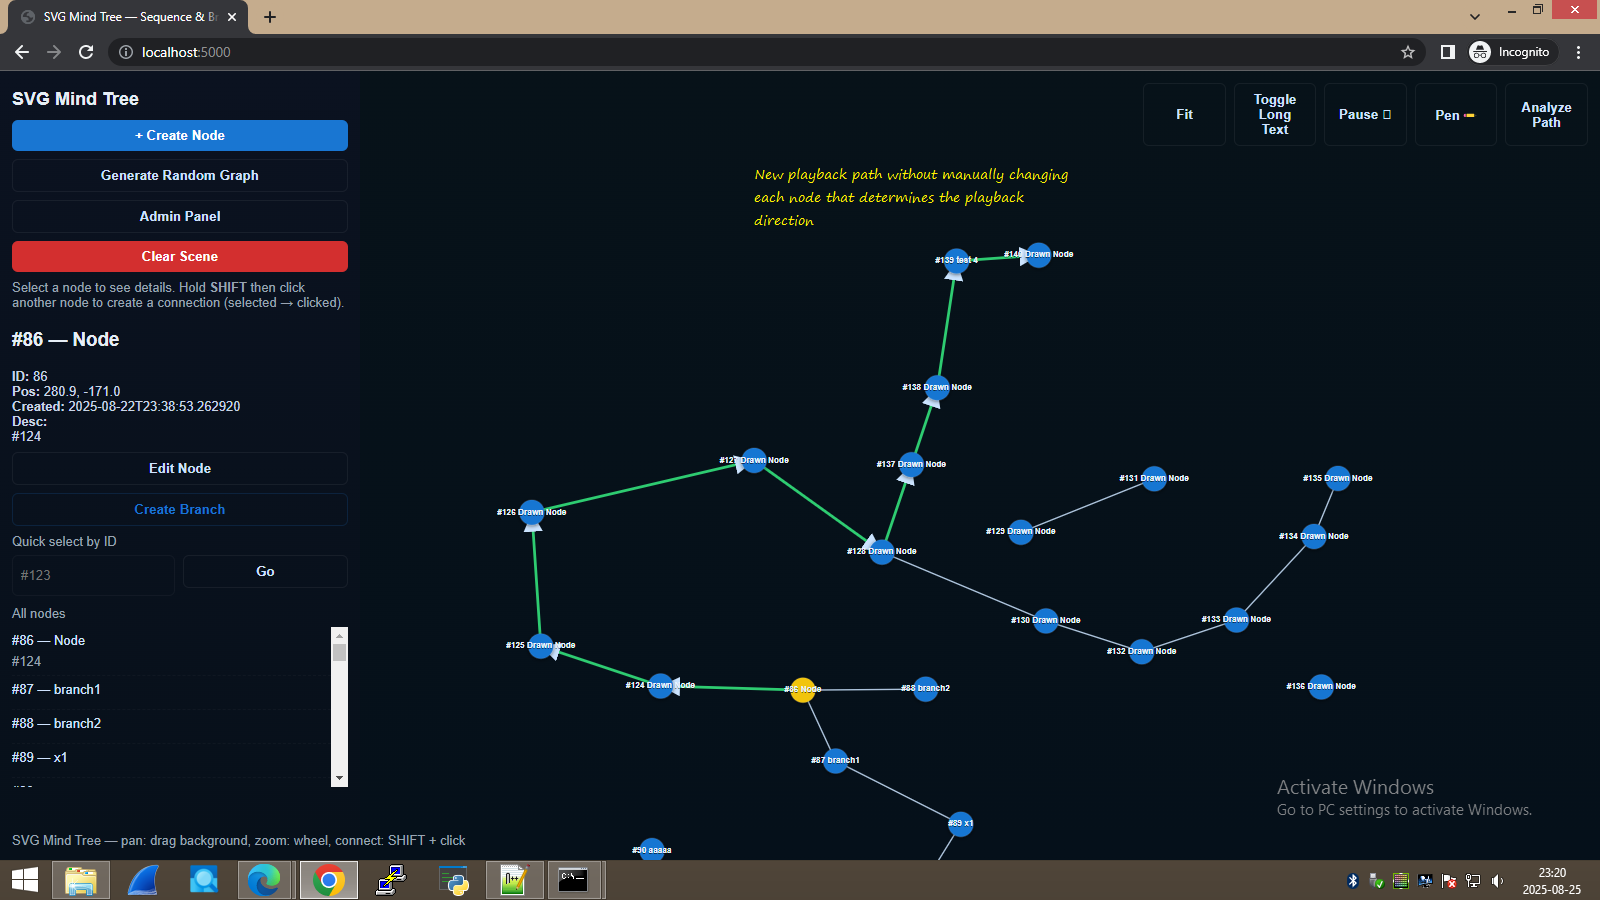 SVG Mind Tree — Sequence & Br
localhost:5000
Incognito
SVG Mind Tree
+ Create Node
Generate Random Graph
Admin Panel
Clear Scene
Select a node to see details. Hold SHIFT then click
another node to create a connection (selected → clicked).
#86 — Node
ID: 86
Pos: 280.9, -171.0
Created: 2025-08-22T23:38:53.262920
Desc:
#124
Edit Node
Create Branch
Quick select by ID
#123
Go
All nodes
#86 — Node
#124
#87 — branch1
#88 — branch2
#89 — x1
SVG Mind Tree — pan: drag background, zoom: wheel, connect: SHIFT + click
Fit
Toggle
Long
Text
Pause
Pen
Analyze
Path
New playback path without manually changing
each node that determines the playback
direction
#139 test 4
#140 Drawn Node
#138 Drawn Node
#127 Drawn Node
#137 Drawn Node
#131 Drawn Node
#135 Drawn Node
#126 Drawn Node
#129 Drawn Node
#134 Drawn Node
#128 Drawn Node
#130 Drawn Node
#133 Drawn Node
#125 Drawn Node
#132 Drawn Node
#124 Drawn Node
#86 Node
#88 branch2
#136 Drawn Node
#87 branch1
#89 x1
#90 aaaaa
Activate Windows
Go to PC settings to activate Windows.
23:20
2025-08-25